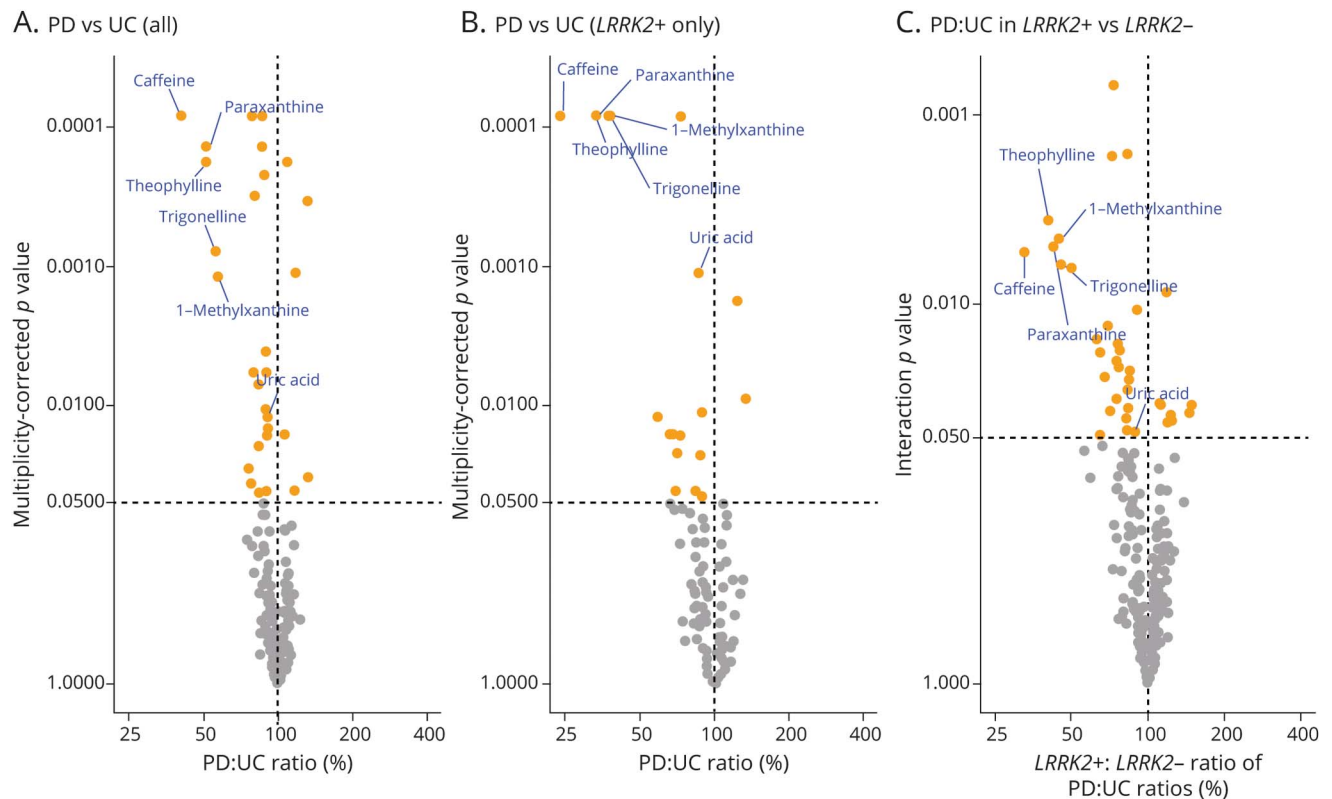 A. PD vs UC (all)
Caffeine
Paraxanthine
Theophylline
Trigonelline
1–Methylxanthine
Uric acid
Multiplicity-corrected p value
0.0001
0.0010
0.0100
0.0500
1.0000
25 50 100 200 400
PD:UC ratio (%)
B. PD vs UC (LRRK2+ only)
Caffeine
Paraxanthine
1–Methylxanthine
Theophylline
Trigonelline
Uric acid
Multiplicity-corrected p value
0.0001
0.0010
0.0100
0.0500
1.0000
25 50 100 200 400
PD:UC ratio (%)
C. PD:UC in LRRK2+ vs LRRK2–
Theophylline
1–Methylxanthine
Caffeine
Trigonelline
Paraxanthine
Uric acid
Interaction p value
0.001
0.010
0.050
1.000
25 50 100 200 400
LRRK2+: LRRK2– ratio of
PD:UC ratios (%)